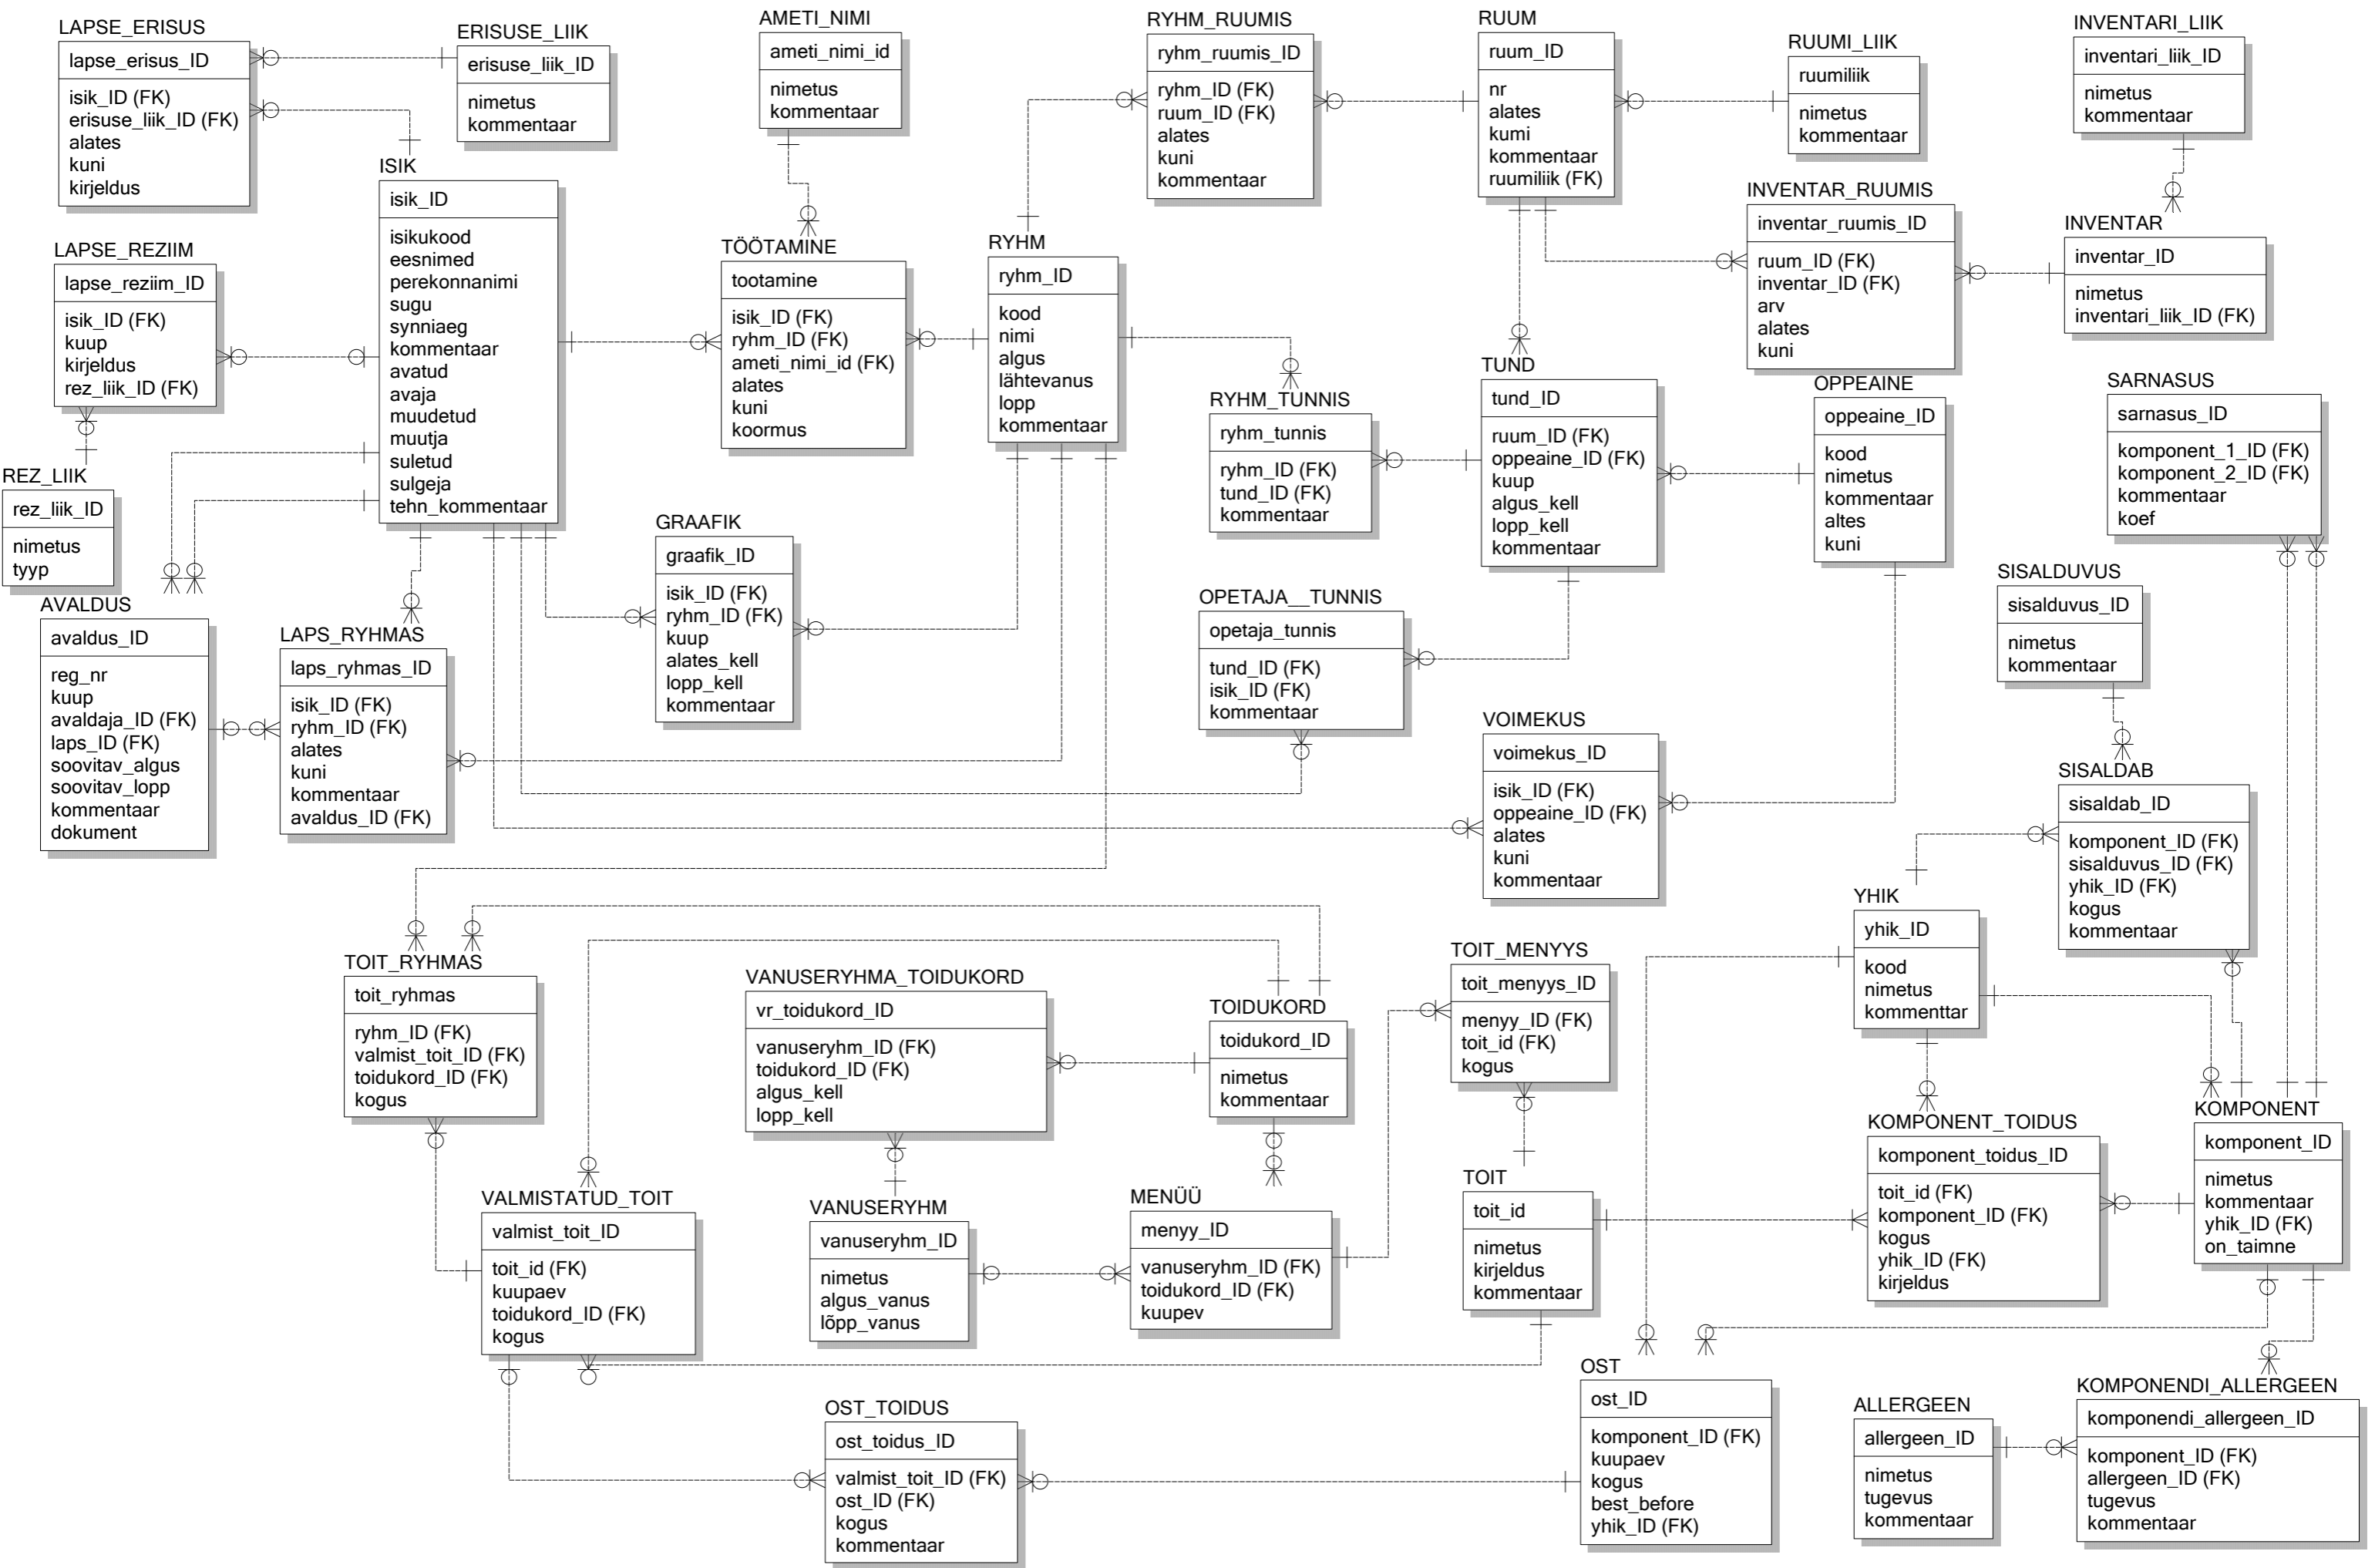 LAPSE_ERISUS
lapse_erisus_ID
isik_ID (FK)
erisuse_liik_ID (FK)
alates
kuni
kirjeldus
ERISUSE_LIIK
erisuse_liik_ID
nimetus
kommentaar
AMETI_NIMI
ameti_nimi_id
nimetus
kommentaar
RYHM_RUUMIS
ryhm_ruumis_ID
ryhm_ID (FK)
ruum_ID (FK)
alates
kuni
kommentaar
RUUM
ruum_ID
nr
alates
kumi
kommentaar
ruumiliik (FK)
RUUMI_LIIK
ruumiliik
nimetus
kommentaar
INVENTARI_LIIK
inventari_liik_ID
nimetus
kommentaar
ISIK
isik_ID
isikukood
eesnimed
perekonnanimi
sugu
synniaeg
kommentaar
avatud
avaja
muudetud
muutja
suletud
sulgeja
tehn_kommentaar
LAPSE_REZIIM
lapse_reziim_ID
isik_ID (FK)
kuup
kirjeldus
rez_liik_ID (FK)
TÖÖTAMINE
tootamine
isik_ID (FK)
ryhm_ID (FK)
ameti_nimi_id (FK)
alates
kuni
koormus
RYHM
ryhm_ID
kood
nimi
algus
lähtevanus
lopp
kommentaar
INVENTAR_RUUMIS
inventar_ruumis_ID
ruum_ID (FK)
inventar_ID (FK)
arv
alates
kuni
INVENTAR
inventar_ID
nimetus
inventari_liik_ID (FK)
REZ_LIIK
rez_liik_ID
nimetus
tyyp
RYHM_TUNNIS
ryhm_tunnis
ryhm_ID (FK)
tund_ID (FK)
kommentaar
TUND
tund_ID
ruum_ID (FK)
oppeaine_ID (FK)
kuup
algus_kell
lopp_kell
kommentaar
OPPEAINE
oppeaine_ID
kood
nimetus
kommentaar
altes
kuni
SARNASUS
sarnasus_ID
komponent_1_ID (FK)
komponent_2_ID (FK)
kommentaar
koef
GRAAFIK
graafik_ID
isik_ID (FK)
ryhm_ID (FK)
kuup
alates_kell
lopp_kell
kommentaar
AVALDUS
avaldus_ID
reg_nr
kuup
avaldaja_ID (FK)
laps_ID (FK)
soovitav_algus
soovitav_lopp
kommentaar
dokument
LAPS_RYHMAS
laps_ryhmas_ID
isik_ID (FK)
ryhm_ID (FK)
alates
kuni
kommentaar
avaldus_ID (FK)
OPETAJA__TUNNIS
opetaja_tunnis
tund_ID (FK)
isik_ID (FK)
kommentaar
SISALDUVUS
sisalduvus_ID
nimetus
kommentaar
VOIMEKUS
voimekus_ID
isik_ID (FK)
oppeaine_ID (FK)
alates
kuni
kommentaar
SISALDAB
sisaldab_ID
komponent_ID (FK)
sisalduvus_ID (FK)
yhik_ID (FK)
kogus
kommentaar
YHIK
yhik_ID
kood
nimetus
kommenttar
TOIT_RYHMAS
toit_ryhmas
ryhm_ID (FK)
valmist_toit_ID (FK)
toidukord_ID (FK)
kogus
VANUSERYHMA_TOIDUKORD
vr_toidukord_ID
vanuseryhm_ID (FK)
toidukord_ID (FK)
algus_kell
lopp_kell
TOIDUKORD
toidukord_ID
nimetus
kommentaar
TOIT_MENYYS
toit_menyys_ID
menyy_ID (FK)
toit_id (FK)
kogus
KOMPONENT_TOIDUS
komponent_toidus_ID
toit_id (FK)
komponent_ID (FK)
kogus
yhik_ID (FK)
kirjeldus
KOMPONENT
komponent_ID
nimetus
kommentaar
yhik_ID (FK)
on_taimne
VALMISTATUD_TOIT
valmist_toit_ID
toit_id (FK)
kuupaev
toidukord_ID (FK)
kogus
VANUSERYHM
vanuseryhm_ID
nimetus
algus_vanus
lõpp_vanus
MENÜÜ
menyy_ID
vanuseryhm_ID (FK)
toidukord_ID (FK)
kuupev
TOIT
toit_id
nimetus
kirjeldus
kommentaar
OST_TOIDUS
ost_toidus_ID
valmist_toit_ID (FK)
ost_ID (FK)
kogus
kommentaar
OST
ost_ID
komponent_ID (FK)
kuupaev
kogus
best_before
yhik_ID (FK)
ALLERGEEN
allergeen_ID
nimetus
tugevus
kommentaar
KOMPONENDI_ALLERGEEN
komponendi_allergeen_ID
komponent_ID (FK)
allergeen_ID (FK)
tugevus
kommentaar